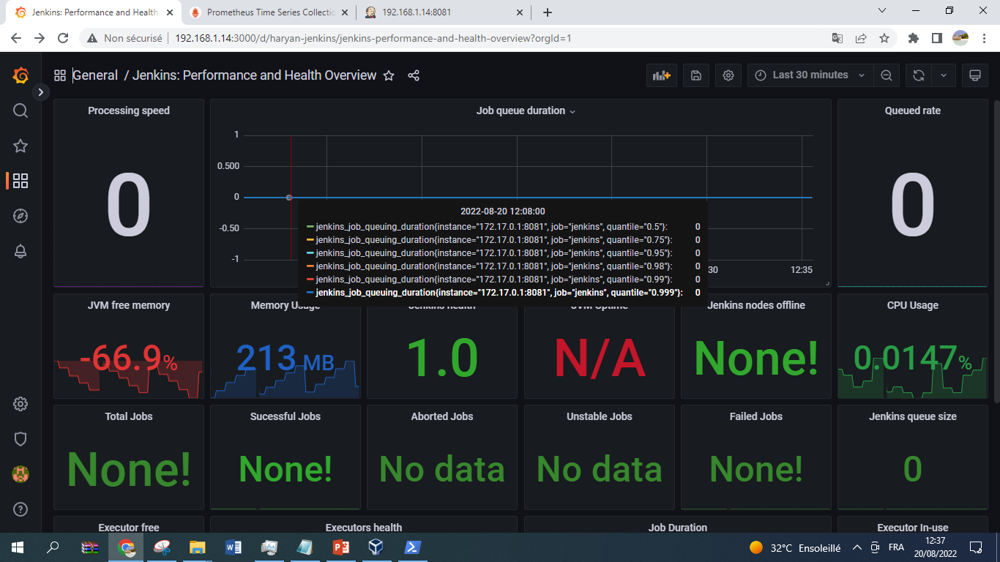 Jenkins: Performance and Health
Prometheus Time Series Collectio
192.168.1.14:8081
Non sécurisé
192.168.1.14:3000/d/haryan-jenkins/jenkins-performance-and-health-overview?orgId=1
General / Jenkins: Performance and Health Overview
Last 30 minutes
Processing speed
0
Job queue duration
1
0.500
0
-0.50
-1
30
12:35
2022-08-20 12:08:00
jenkins_job_queuing_duration{instance="172.17.0.1:8081", job="jenkins", quantile="0.5"}: 0
jenkins_job_queuing_duration{instance="172.17.0.1:8081", job="jenkins", quantile="0.75"}: 0
jenkins_job_queuing_duration{instance="172.17.0.1:8081", job="jenkins", quantile="0.95"}: 0
jenkins_job_queuing_duration{instance="172.17.0.1:8081", job="jenkins", quantile="0.98"}: 0
jenkins_job_queuing_duration{instance="172.17.0.1:8081", job="jenkins", quantile="0.99"}: 0
jenkins_job_queuing_duration{instance="172.17.0.1:8081", job="jenkins", quantile="0.999"}: 0
Queued rate
0
JVM free memory
-66.9%
Memory Usage
213 MB
Jenkins health
1.0
JVM Uptime
N/A
Jenkins nodes offline
None!
CPU Usage
0.0147%
Total Jobs
None!
Sucessful Jobs
None!
Aborted Jobs
No data
Unstable Jobs
No data
Failed Jobs
None!
Jenkins queue size
0
Executor free
Executors health
Job Duration
Executor In-use
32°C Ensoleillé
FRA
12:37
20/08/2022